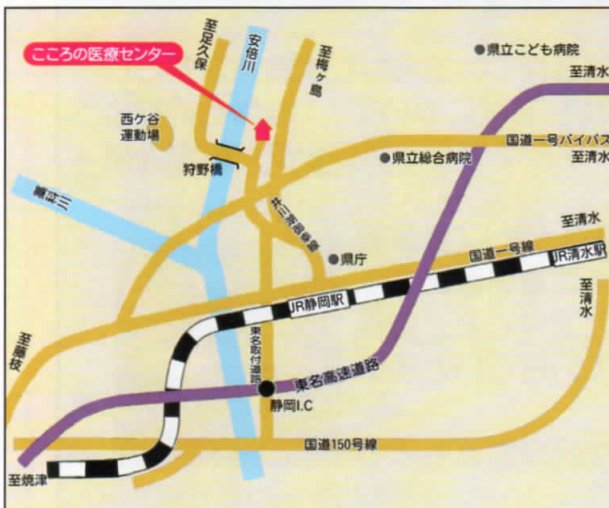 こころの医療センター
至足久保
安倍川
至梅ヶ島
県立こども病院
至清水
西ケ谷
運動場
狩野橋
国道一号バイパス
県立総合病院
至清水
藁科川
井川湖御幸線
県庁
至清水
国道一号線
JR清水駅
JR静岡駅
至清水
至藤枝
東名取付道路
東名高速道路
静岡I.C
国道150号線
至焼津